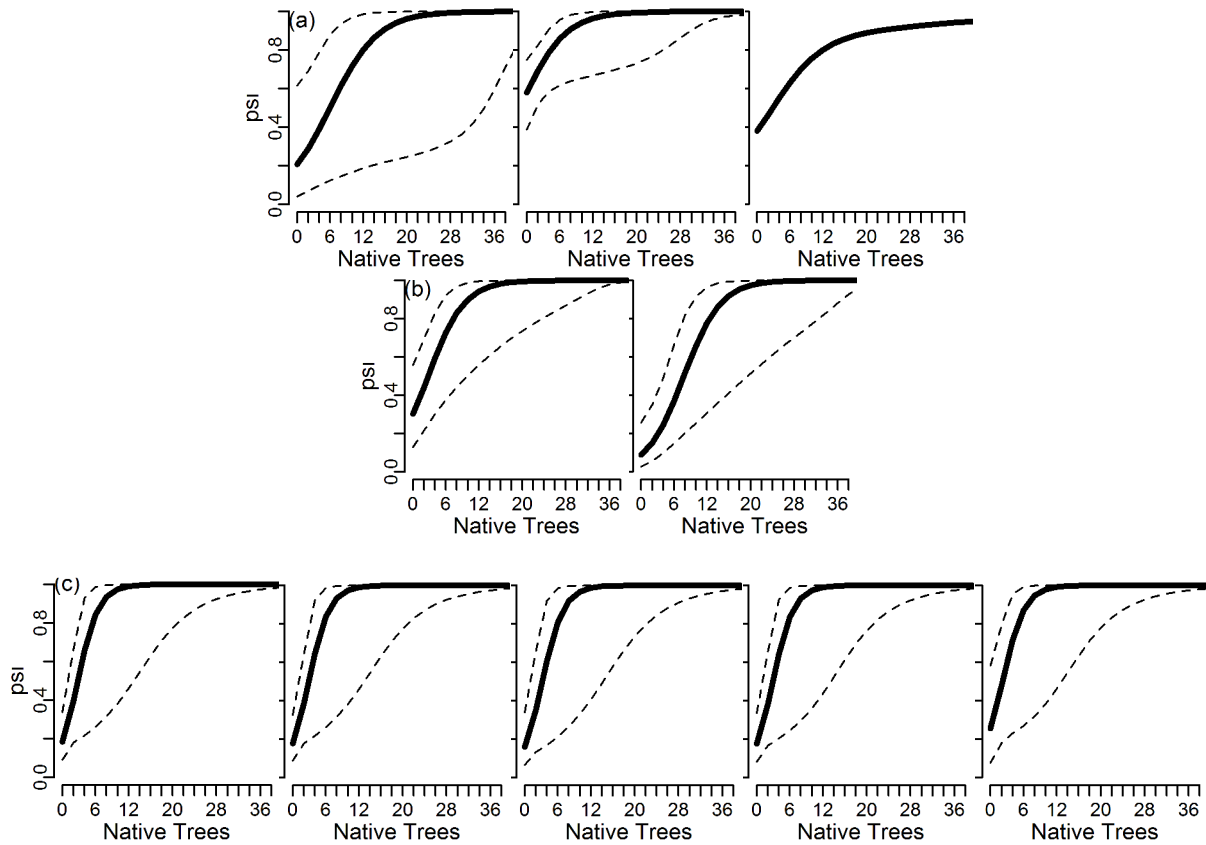 (a)
psi
0.0 0.4 0.8
0 6 12 20 28 36 0 6 12 20 28 36 0 6 12 20 28 36
Native Trees Native Trees Native Trees
(b)
psi
0.0 0.4 0.8
0 6 12 20 28 36 0 6 12 20 28 36
Native Trees Native Trees
(c)
psi
0.0 0.4 0.8
0 6 12 20 28 36 0 6 12 20 28 36 0 6 12 20 28 36 0 6 12 20 28 36 0 6 12 20 28 36
Native Trees Native Trees Native Trees Native Trees Native Trees